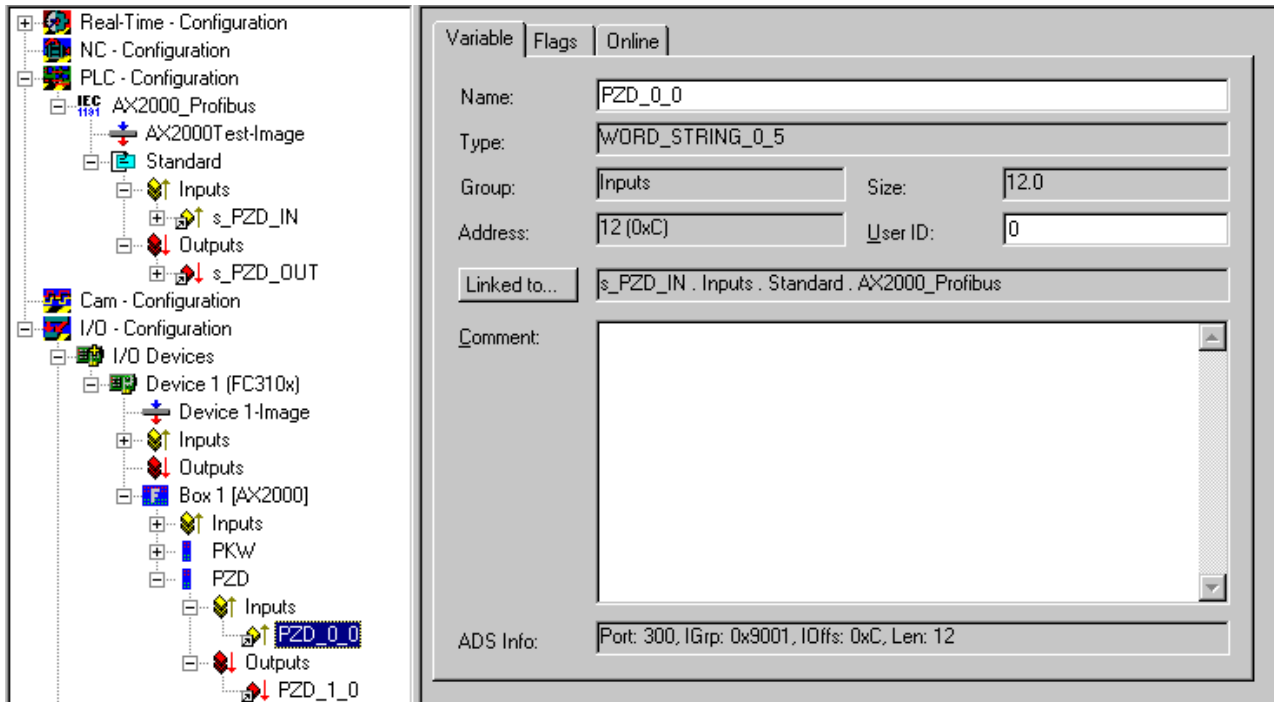 Real-Time - Configuration
NC - Configuration
PLC - Configuration
IEC 1131 AX2000_Profibus
AX2000Test-Image
Standard
Inputs
s_PZD_IN
Outputs
s_PZD_OUT
Cam - Configuration
I/O - Configuration
I/O Devices
Device 1 (FC310x)
Device 1-Image
Inputs
Outputs
Box 1 [AX2000]
Inputs
PKW
PZD
Inputs
PZD_0_0
Outputs
PZD_1_0
Variable Flags Online
Name: PZD_0_0
Type: WORD_STRING_0_5
Group: Inputs Size: 12.0
Address: 12 (0xC) User ID: 0
Linked to... s_PZD_IN . Inputs . Standard . AX2000_Profibus
Comment:
ADS Info: Port: 300, IGrp: 0x9001, IOffs: 0xC, Len: 12